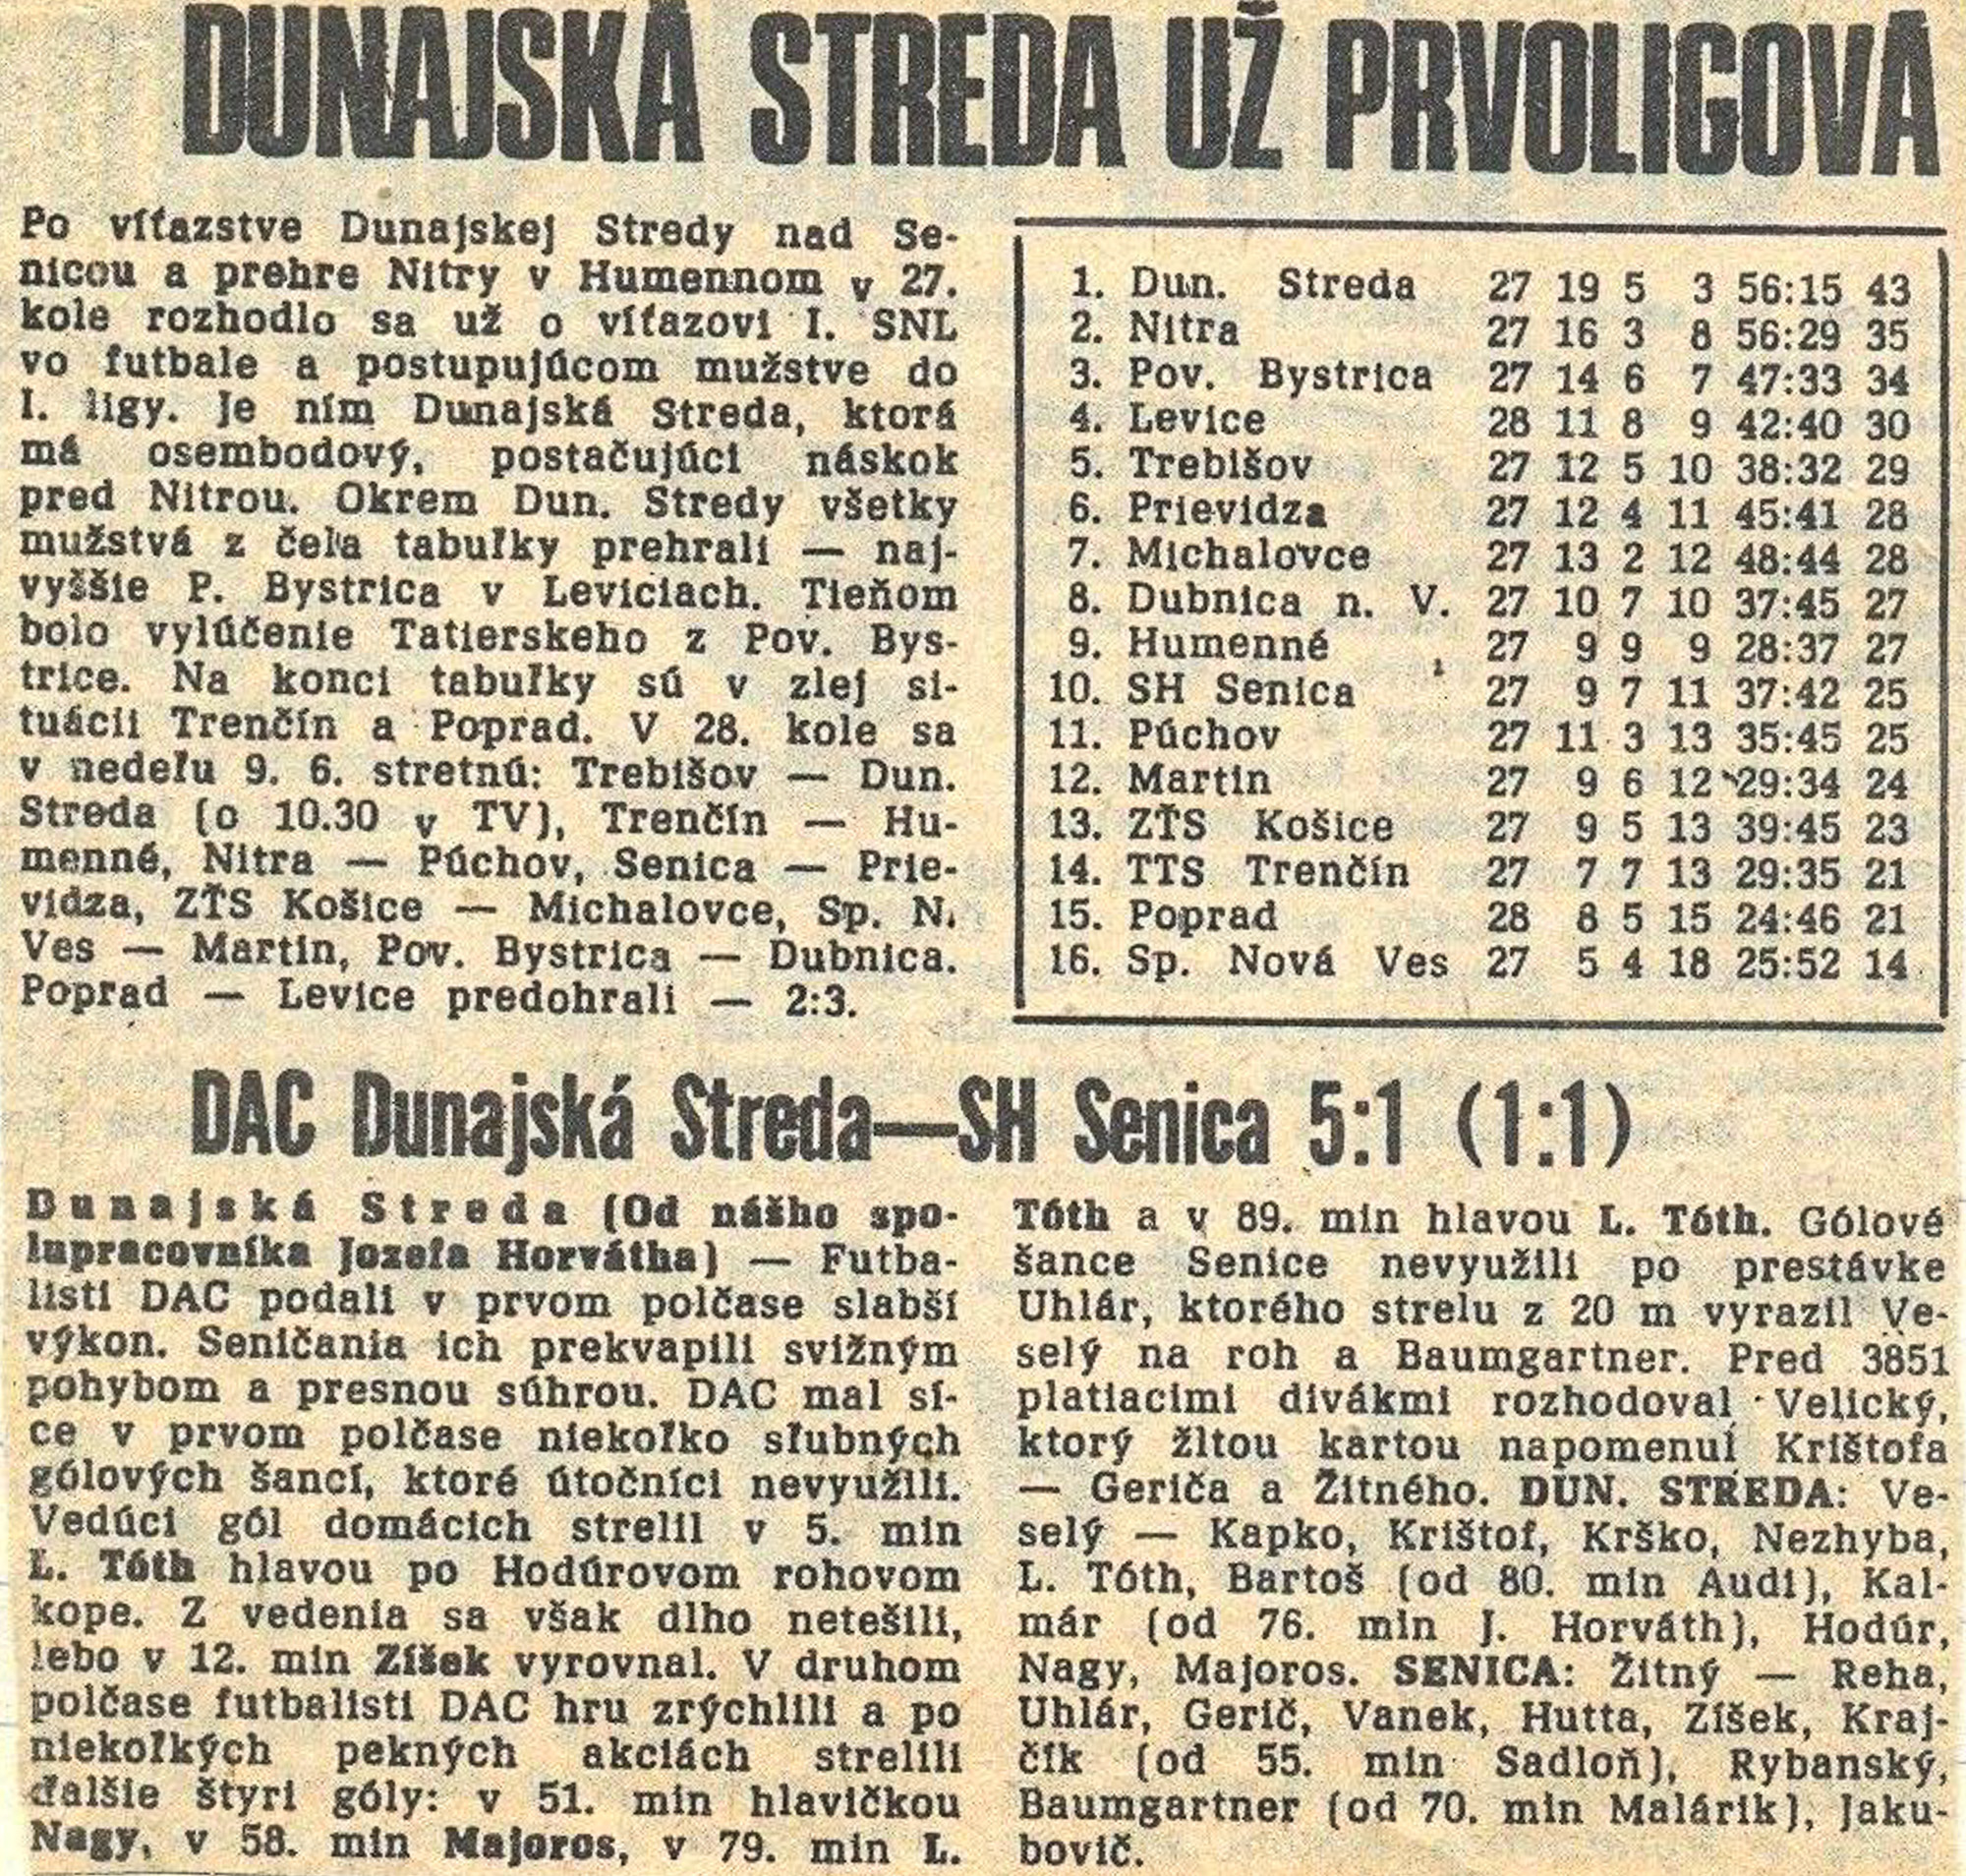 DUNAJSKÁ STREDA UŽ PRVOLIGOVÁ
Po víťazstve Dunajskej Stredy nad Se-
nicou a prehre Nitry v Humennom v 27.
kole rozhodlo sa už o víťazovi I. SNL
vo futbale a postupujúcom mužstve do
I. ligy. Je ním Dunajská Streda, ktorá
má osembodový, postačujúci náskok
pred Nitrou. Okrem Dun. Stredy všetky
mužstvá z čela tabuľky prehrali — naj-
vyššie P. Bystrica v Leviciach. Tieňom
bolo vylúčenie Tatierskeho z Pov. Bys-
trice. Na konci tabuľky sú v zlej si-
tuácii Trenčín a Poprad. V 28. kole sa
v nedeľu 9. 6. stretnú: Trebišov — Dun.
Streda (o 10.30 v TV), Trenčín — Hu-
menné, Nitra — Púchov, Senica — Prie-
vidza, ZŤS Košice — Michalovce, Sp. N.
Ves — Martin, Pov. Bystrica — Dubnica.
Poprad — Levice predohrali — 2:3.
1. Dun. Streda 27 19 5 3 56:15 43
2. Nitra 27 16 3 8 56:29 35
3. Pov. Bystrica 27 14 6 7 47:33 34
4. Levice 28 11 8 9 42:40 30
5. Trebišov 27 12 5 10 38:32 29
6. Prievidza 27 12 4 11 45:41 28
7. Michalovce 27 13 2 12 48:44 28
8. Dubnica n. V. 27 10 7 10 37:45 27
9. Humenné 27 9 9 9 28:37 27
10. SH Senica 27 9 7 11 37:42 25
11. Púchov 27 11 3 13 35:45 25
12. Martin 27 9 6 12 29:34 24
13. ZŤS Košice 27 9 5 13 39:45 23
14. TTS Trenčín 27 7 7 13 29:35 21
15. Poprad 28 8 5 15 24:46 21
16. Sp. Nová Ves 27 5 4 18 25:52 14
DAC Dunajská Streda—SH Senica 5:1 (1:1)
Dunajská Streda (Od nášho spo-
lupracovníka Jozefa Horvátha) — Futba-
listi DAC podali v prvom polčase slabší
výkon. Seničania ich prekvapili svižným
pohybom a presnou súhrou. DAC mal sí-
ce v prvom polčase niekoľko sľubných
gólových šancí, ktoré útočníci nevyužili.
Vedúci gól domácich strelil v 5. min
L. Tóth hlavou po Hodúrovom rohovom
kope. Z vedenia sa však dlho netešili,
lebo v 12. min Zíšek vyrovnal. V druhom
polčase futbalisti DAC hru zrýchlili a po
niekoľkých pekných akciách strelili
ďalšie štyri góly: v 51. min hlavičkou
Nagy, v 58. min Majoros, v 79. min L.
Tóth a v 89. min hlavou L. Tóth. Gólové
šance Senice nevyužili po prestávke
Uhlár, ktorého strelu z 20 m vyrazil Ve-
selý na roh a Baumgartner. Pred 3851
platiacimi divákmi rozhodoval Velický,
ktorý žltou kartou napomenul Krištofa
— Geriča a Žitného. DUN. STREDA: Ve-
selý — Kapko, Krištof, Krško, Nezhyba,
L. Tóth, Bartoš (od 80. min Audi), Kal-
már (od 76. min J. Horváth), Hodúr,
Nagy, Majoros. SENICA: Žitný — Reha,
Uhlár, Gerič, Vanek, Hutta, Zíšek, Kraj-
čík (od 55. min Sadloň), Rybanský,
Baumgartner (od 70. min Malárik), Jaku-
bovič.